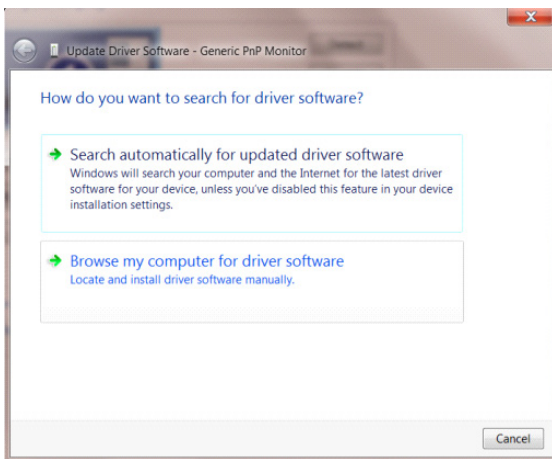 Update Driver Software - Generic PnP Monitor
How do you want to search for driver software?
Search automatically for updated driver software
Windows will search your computer and the Internet for the latest driver
software for your device, unless you've disabled this feature in your device
installation settings.
Browse my computer for driver software
Locate and install driver software manually.
Cancel